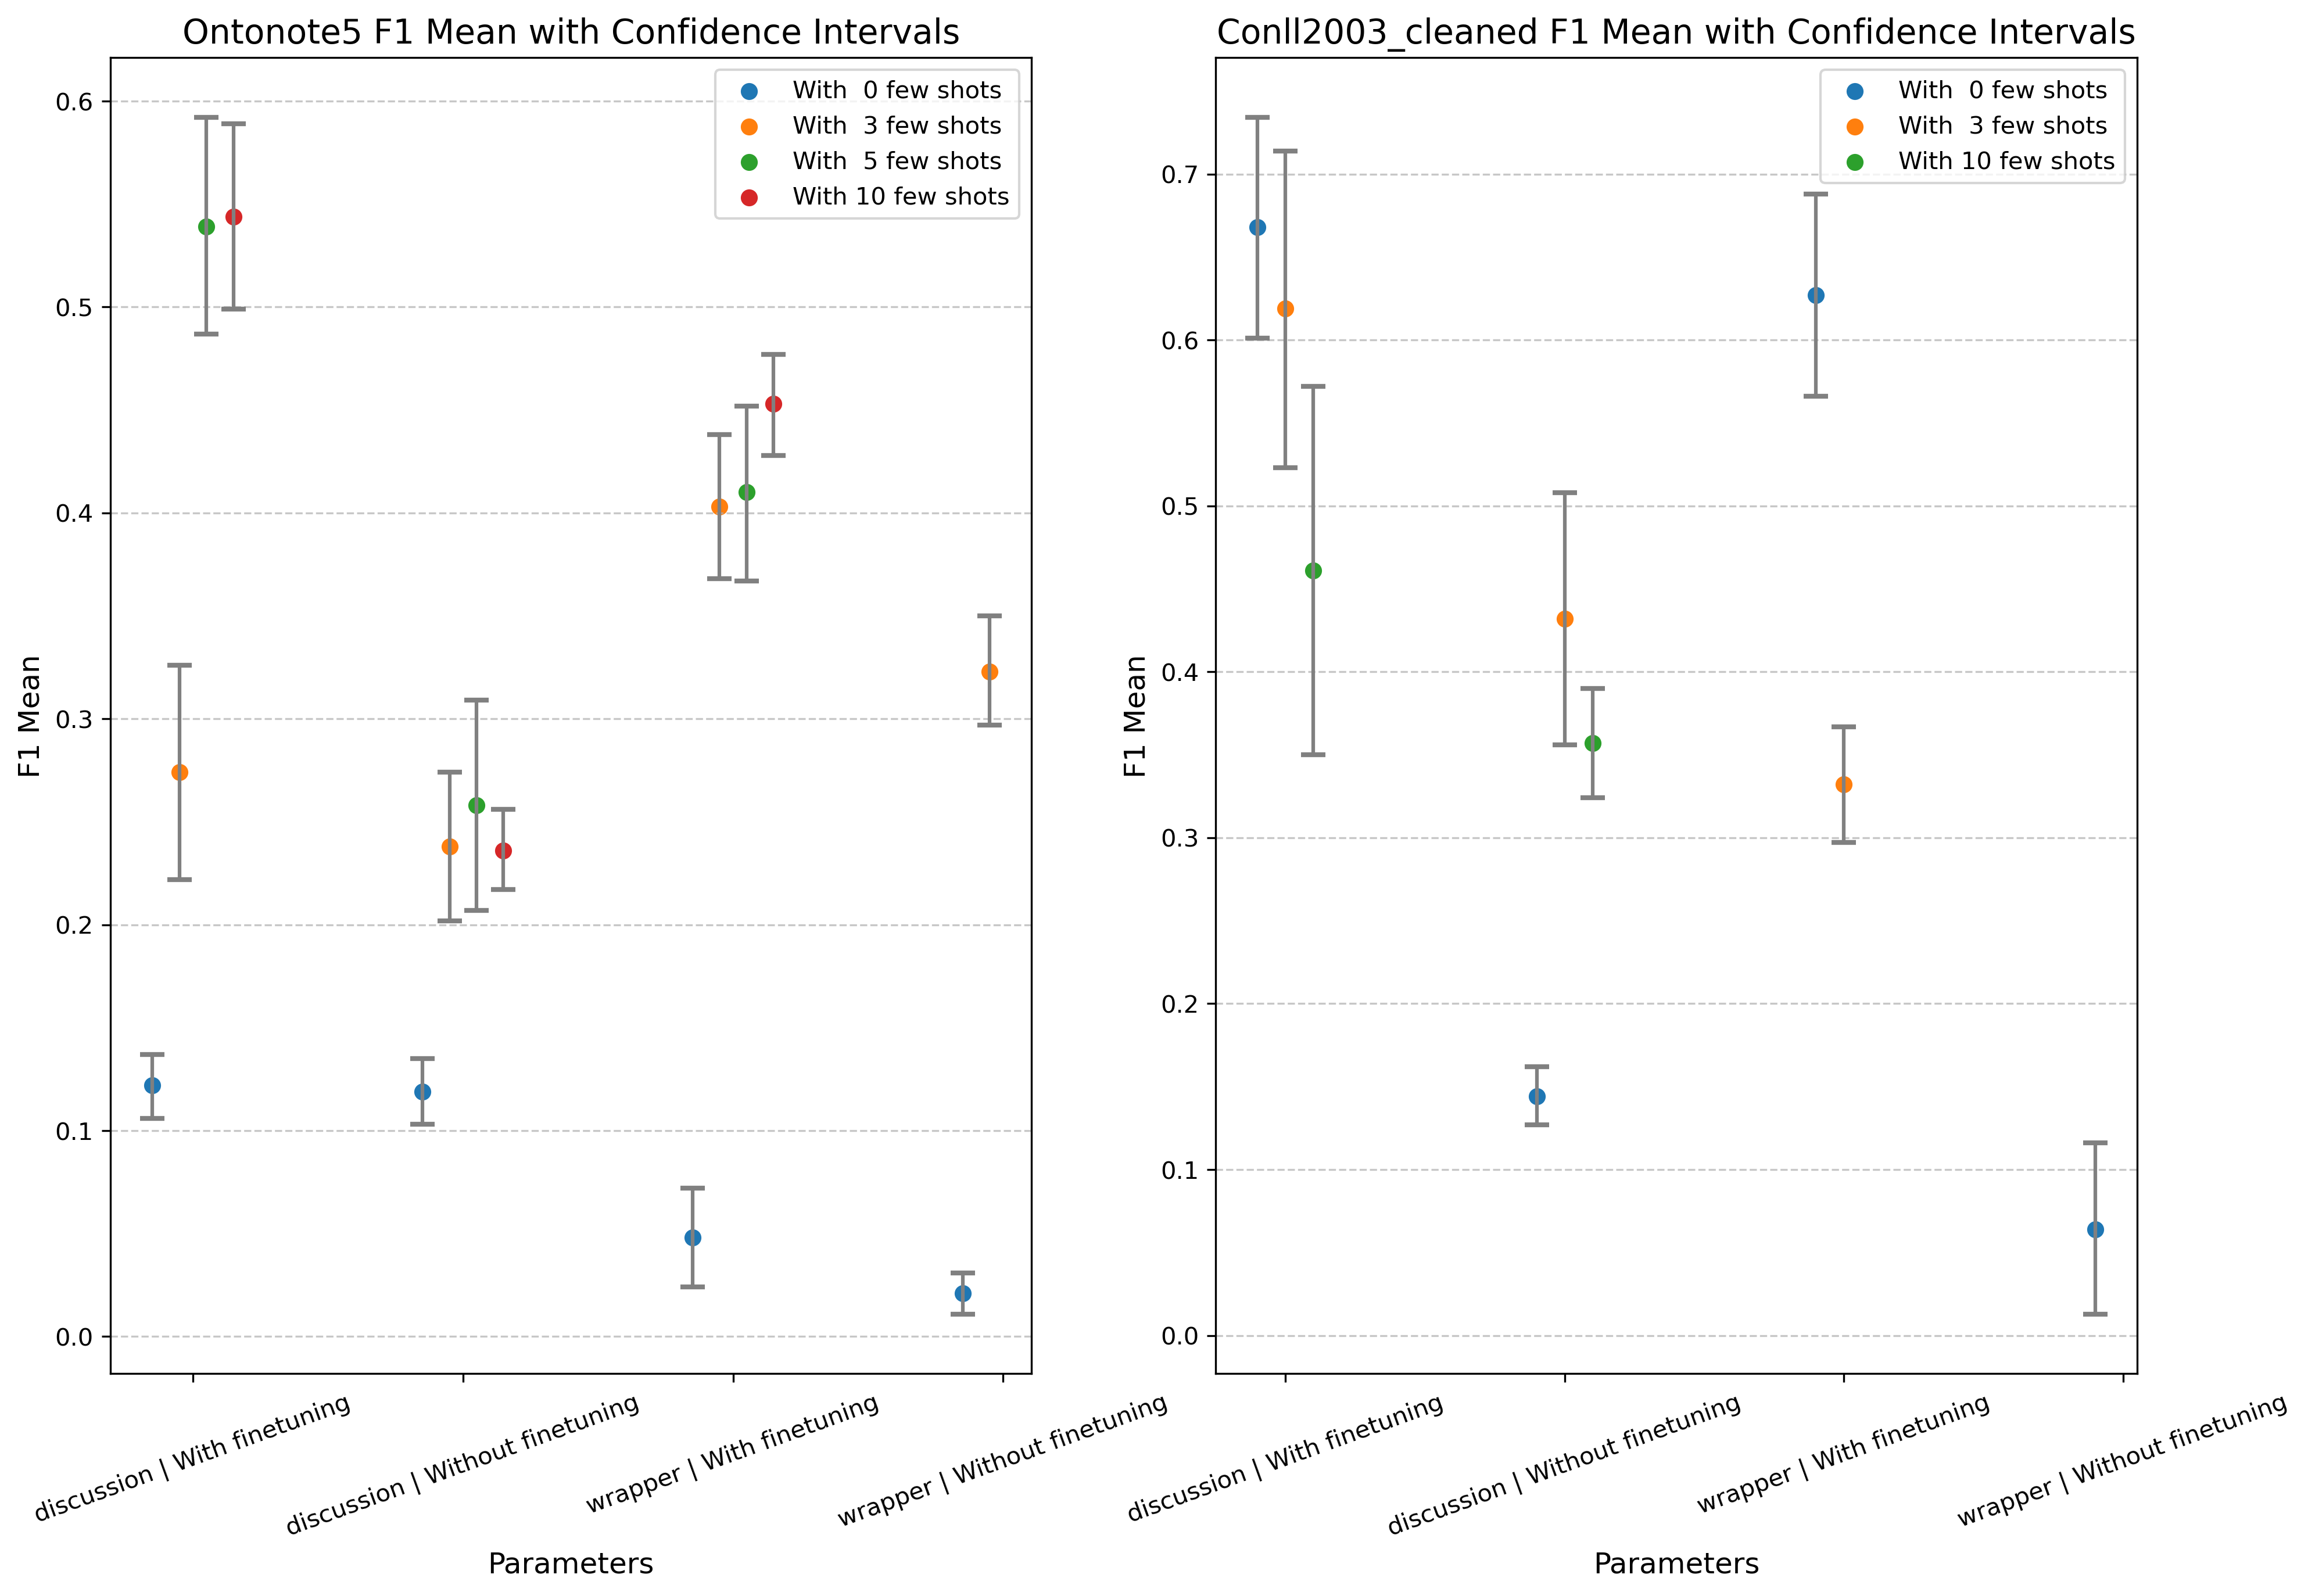 Ontonote5 F1 Mean with Confidence Intervals
With  0 few shots
With  3 few shots
With  5 few shots
With 10 few shots
F1 Mean
0.6
0.5
0.4
0.3
0.2
0.1
0.0
discussion | With finetuning
discussion | Without finetuning
wrapper | With finetuning
wrapper | Without finetuning
Parameters
Conll2003_cleaned F1 Mean with Confidence Intervals
With  0 few shots
With  3 few shots
With 10 few shots
F1 Mean
0.7
0.6
0.5
0.4
0.3
0.2
0.1
0.0
discussion | With finetuning
discussion | Without finetuning
wrapper | With finetuning
wrapper | Without finetuning
Parameters